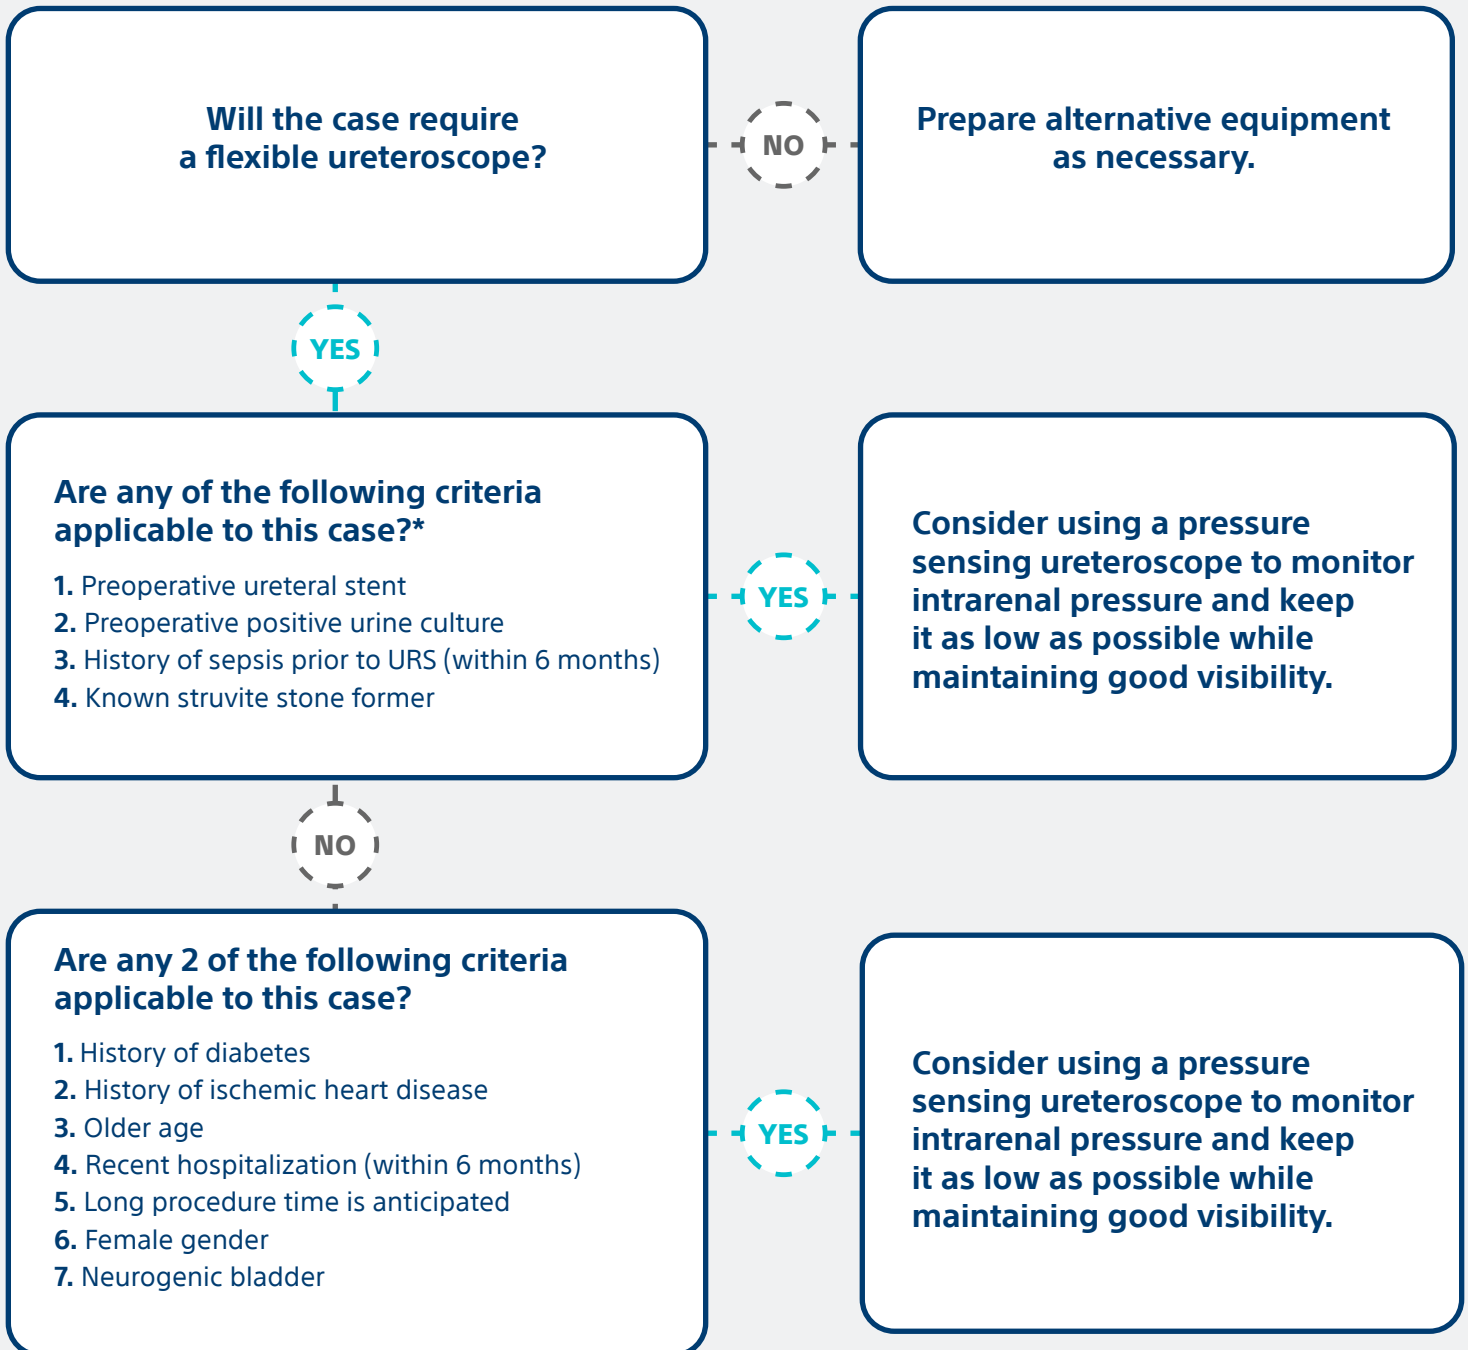 Will the case require
a flexible ureteroscope?
NO
Prepare alternative equipment
as necessary.
YES
Are any of the following criteria
applicable to this case?*
1. Preoperative ureteral stent
2. Preoperative positive urine culture
3. History of sepsis prior to URS (within 6 months)
4. Known struvite stone former
YES
Consider using a pressure
sensing ureteroscope to monitor
intrarenal pressure and keep
it as low as possible while
maintaining good visibility.
NO
Are any 2 of the following criteria
applicable to this case?
1. History of diabetes
2. History of ischemic heart disease
3. Older age
4. Recent hospitalization (within 6 months)
5. Long procedure time is anticipated
6. Female gender
7. Neurogenic bladder
YES
Consider using a pressure
sensing ureteroscope to monitor
intrarenal pressure and keep
it as low as possible while
maintaining good visibility.